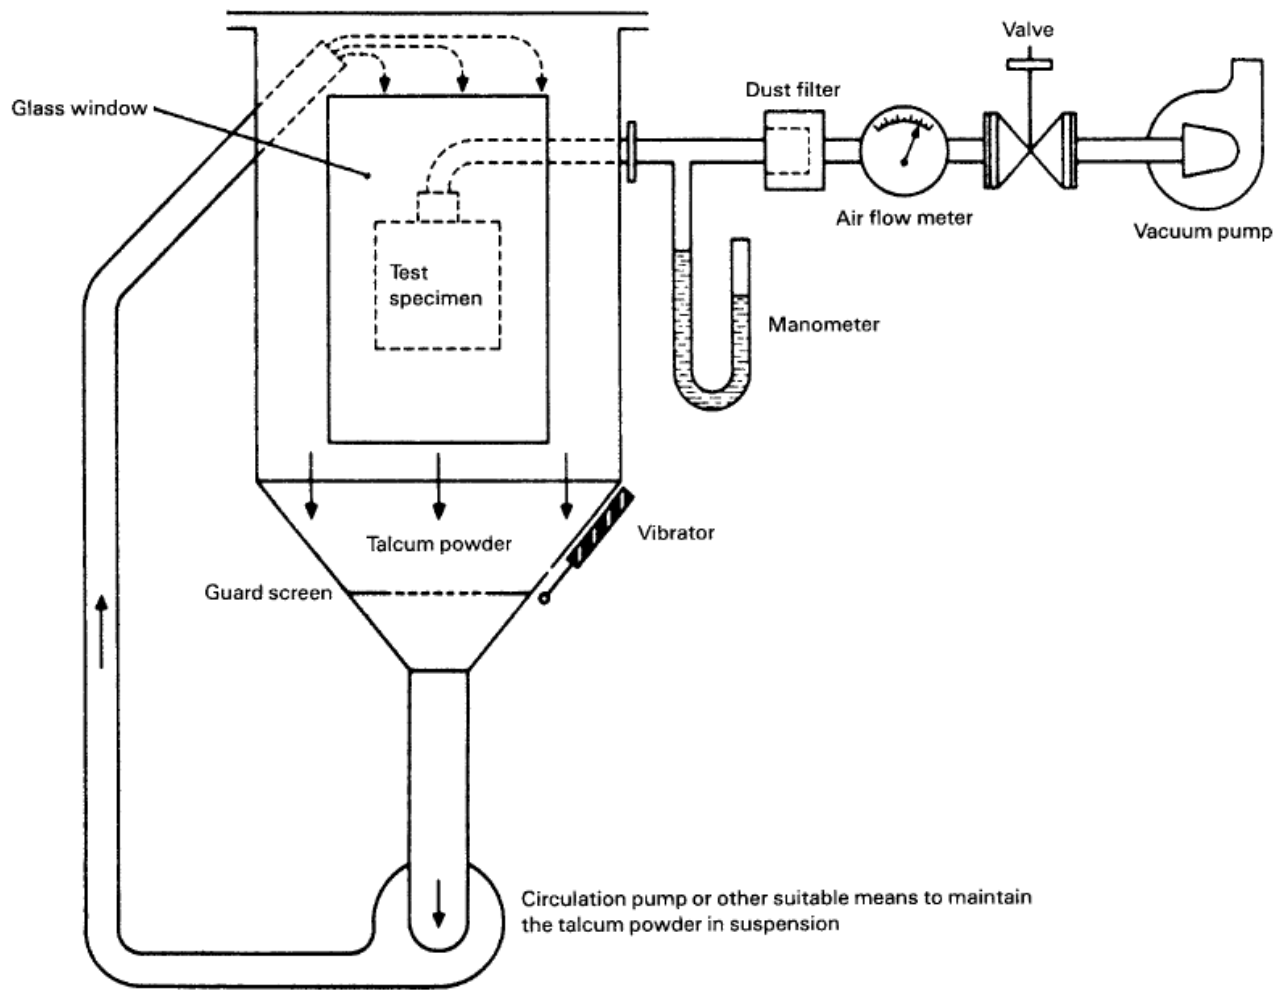 Valve
Dust filter
Glass window
Air flow meter
Vacuum pump
Test
specimen
Manometer
Vibrator
Talcum powder
Guard screen
Circulation pump or other suitable means to maintain
the talcum powder in suspension